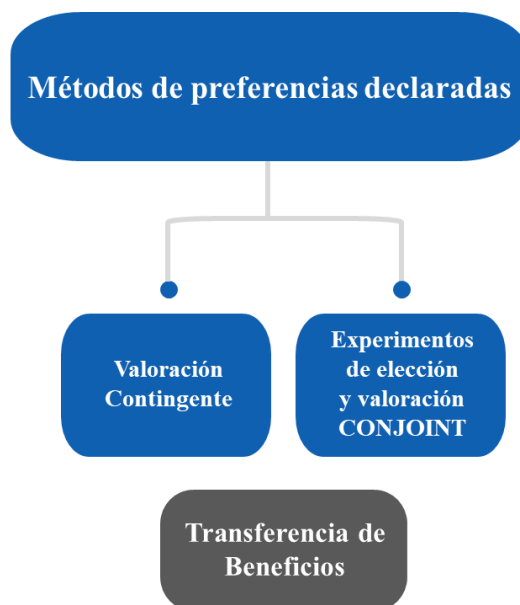 Métodos de preferencias declaradas
Valoración
Contingente
Experimentos
de elección
y valoración
CONJOINT
Transferencia de
Beneficios